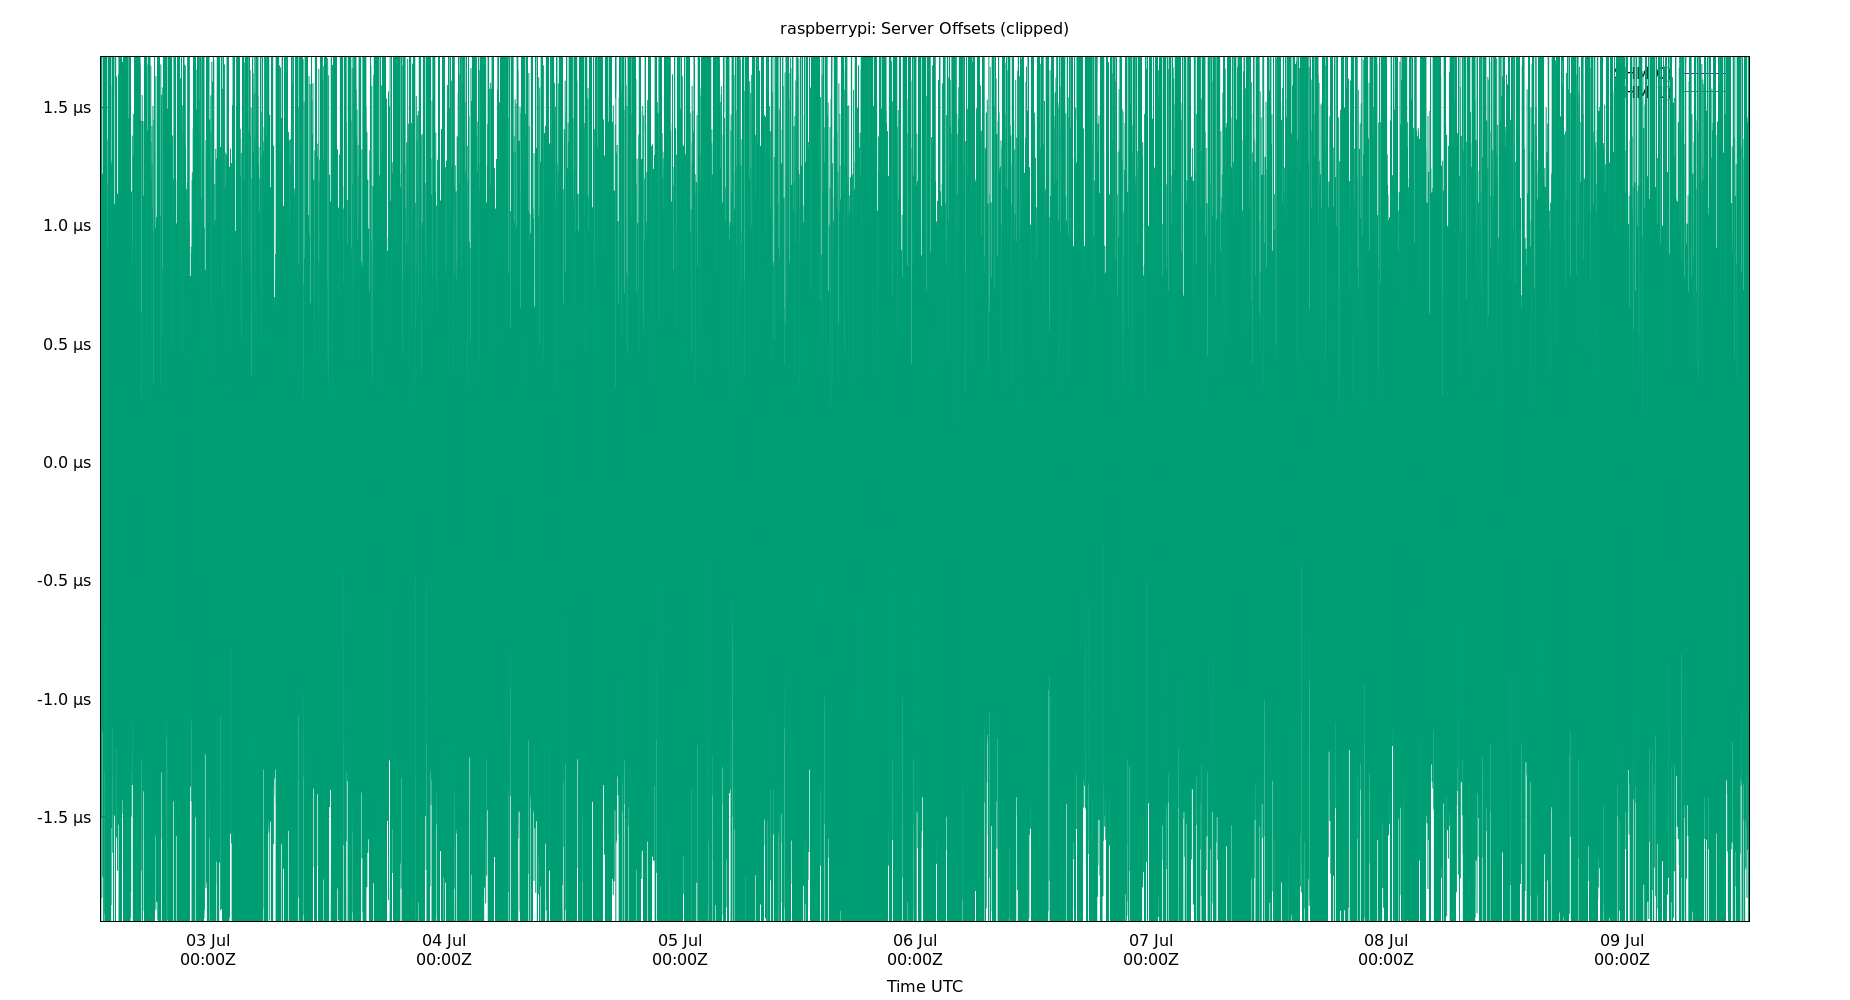 raspberrypi: Server Offsets (clipped)
1.5 µs
1.0 µs
0.5 µs
0.0 µs
-0.5 µs
-1.0 µs
-1.5 µs
03 Jul 04 Jul 05 Jul 06 Jul 07 Jul 08 Jul 09 Jul
00:00Z 00:00Z 00:00Z 00:00Z 00:00Z 00:00Z 00:00Z
Time UTC